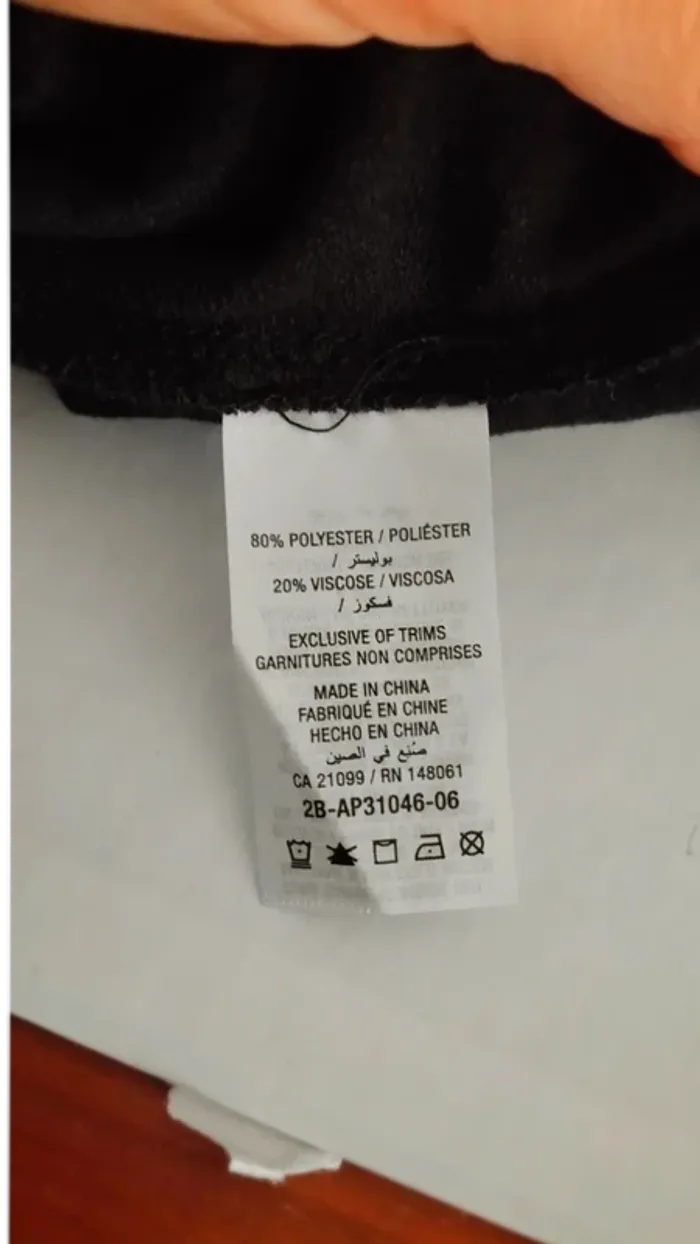 80% POLYESTER / POLIÉSTER
بوليستر /
20% VISCOSE / VISCOSA
فسكوز /
EXCLUSIVE OF TRIMS
GARNITURES NON COMPRISES
MADE IN CHINA
FABRIQUÉ EN CHINE
HECHO EN CHINA
صُنع في الصين
CA 21099 / RN 148061
2B-AP31046-06